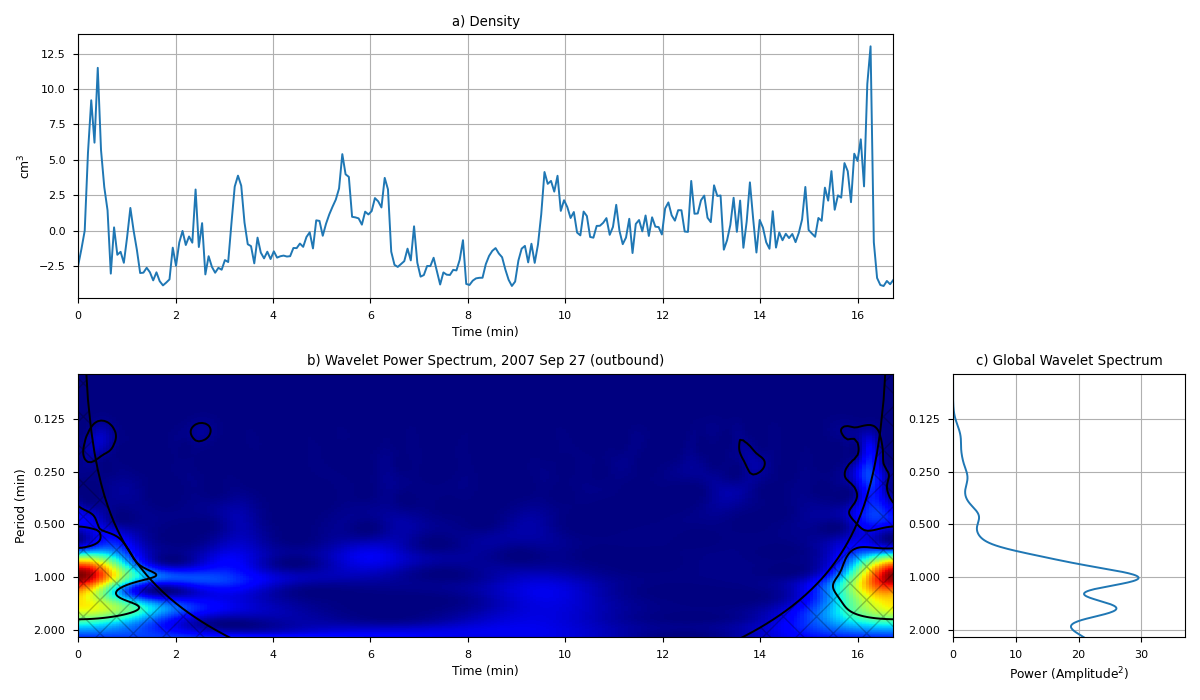 a) Density
cm³
12.5
10.0
7.5
5.0
2.5
0.0
−2.5
0 2 4 6 8 10 12 14 16
Time (min)
b) Wavelet Power Spectrum, 2007 Sep 27 (outbound)
Period (min)
0.125
0.250
0.500
1.000
2.000
0 2 4 6 8 10 12 14 16
Time (min)
c) Global Wavelet Spectrum
0.125
0.250
0.500
1.000
2.000
0 10 20 30
Power (Amplitude²)